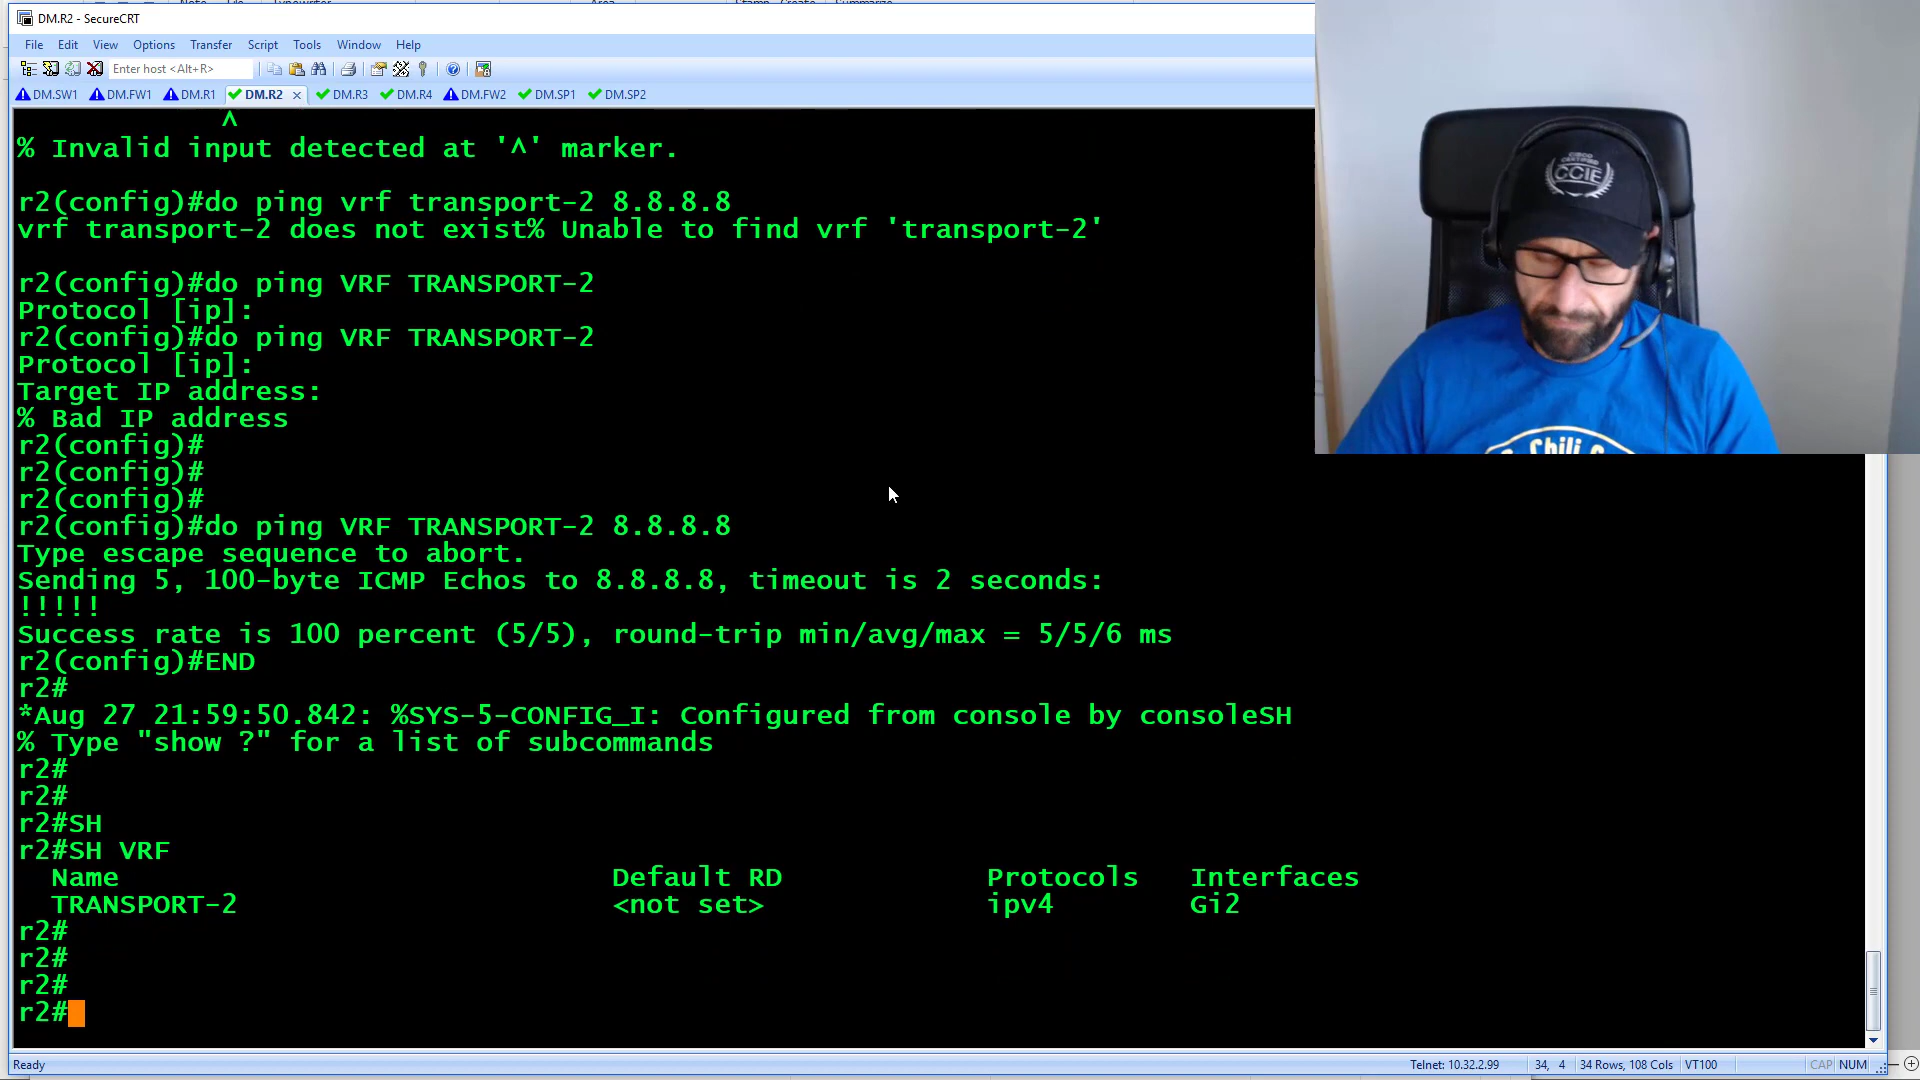 DM.R2 - SecureCRT
File Edit View Options Transfer Script Tools Window Help
Enter host <Alt+R>
DM.SW1 DM.FW1 DM.R1 DM.R2 DM.R3 DM.R4 DM.FW2 DM.SP1 DM.SP2
^
% Invalid input detected at '^' marker.
r2(config)#do ping vrf transport-2 8.8.8.8
vrf transport-2 does not exist% Unable to find vrf 'transport-2'
r2(config)#do ping VRF TRANSPORT-2
Protocol [ip]:
r2(config)#do ping VRF TRANSPORT-2
Protocol [ip]:
Target IP address:
% Bad IP address
r2(config)#
r2(config)#
r2(config)#
r2(config)#do ping VRF TRANSPORT-2 8.8.8.8
Type escape sequence to abort.
Sending 5, 100-byte ICMP Echos to 8.8.8.8, timeout is 2 seconds:
!!!!!
Success rate is 100 percent (5/5), round-trip min/avg/max = 5/5/6 ms
r2(config)#END
r2#
*Aug 27 21:59:50.842: %SYS-5-CONFIG_I: Configured from console by consoleSH
% Type "show ?" for a list of subcommands
r2#
r2#
r2#SH
r2#SH VRF
Name Default RD Protocols Interfaces
TRANSPORT-2 <not set> ipv4 Gi2
r2#
r2#
r2#
r2#
Ready Telnet: 10.32.2.99 34, 4 34 Rows, 108 Cols VT100 CAP NUM
CISCO
CERTIFIED
CCIE
Chili